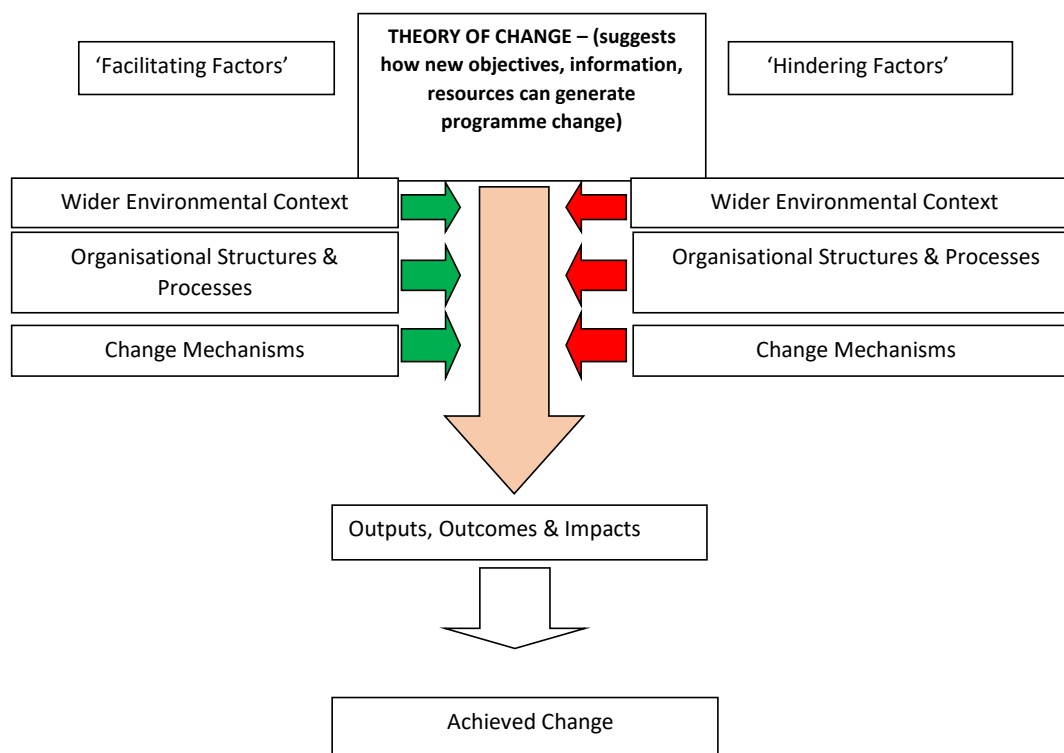 THEORY OF CHANGE – (suggests
how new objectives, information,
resources can generate
programme change)
‘Facilitating Factors’
‘Hindering Factors’
Wider Environmental Context
Wider Environmental Context
Organisational Structures &
Processes
Organisational Structures & Processes
Change Mechanisms
Change Mechanisms
Outputs, Outcomes & Impacts
Achieved Change